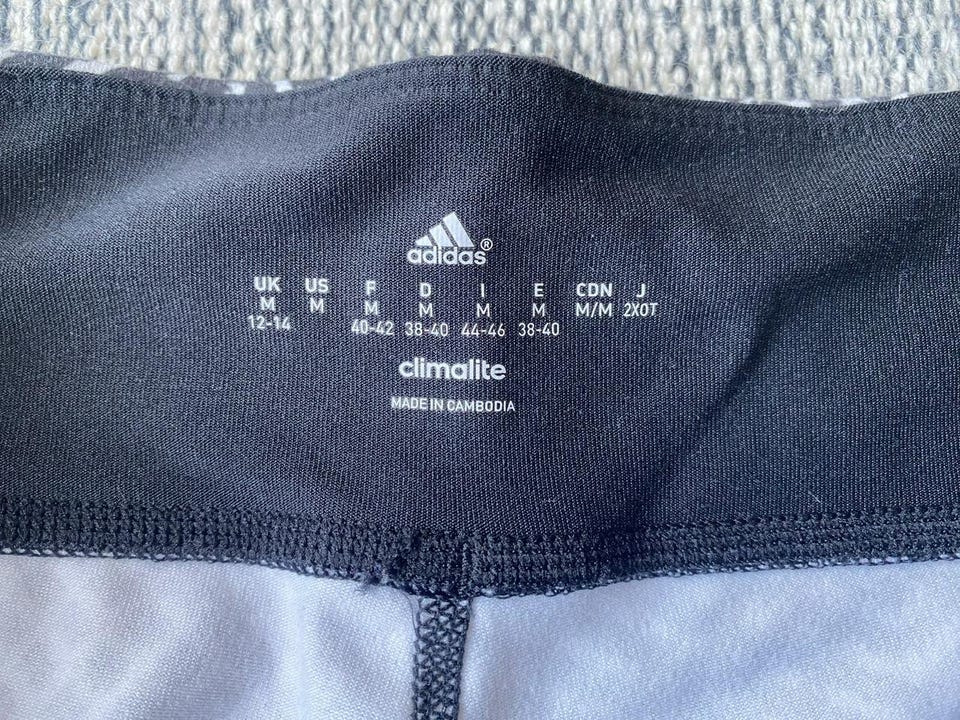 adidas®
UK US F D I E CDN J
M M M M M M M/M 2XOT
12-14 40-42 38-40 44-46 38-40
climalite
MADE IN CAMBODIA